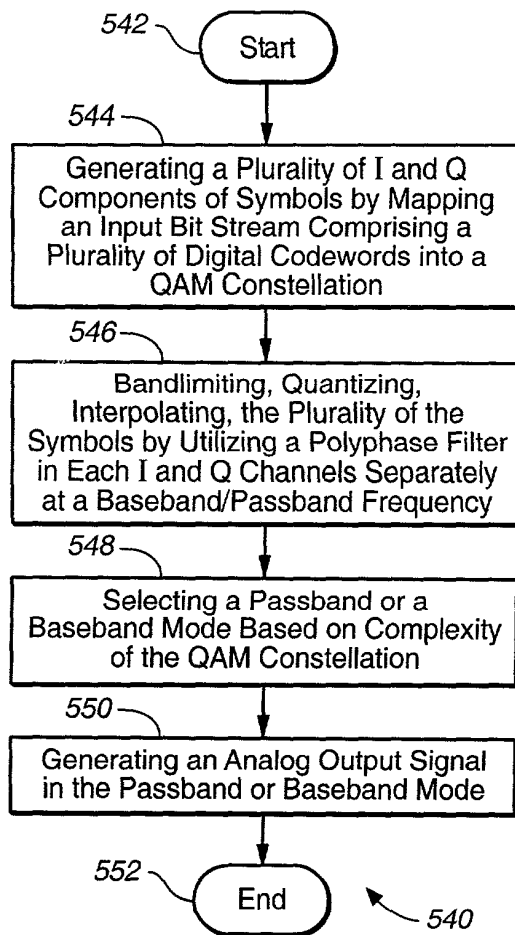 542
Start
544
Generating a Plurality of I and Q
Components of Symbols by Mapping
an Input Bit Stream Comprising a
Plurality of Digital Codewords into a
QAM Constellation
546
Bandlimiting, Quantizing,
Interpolating, the Plurality of the
Symbols by Utilizing a Polyphase Filter
in Each I and Q Channels Separately
at a Baseband/Passband Frequency
548
Selecting a Passband or a
Baseband Mode Based on Complexity
of the QAM Constellation
550
Generating an Analog Output Signal
in the Passband or Baseband Mode
552
End
540